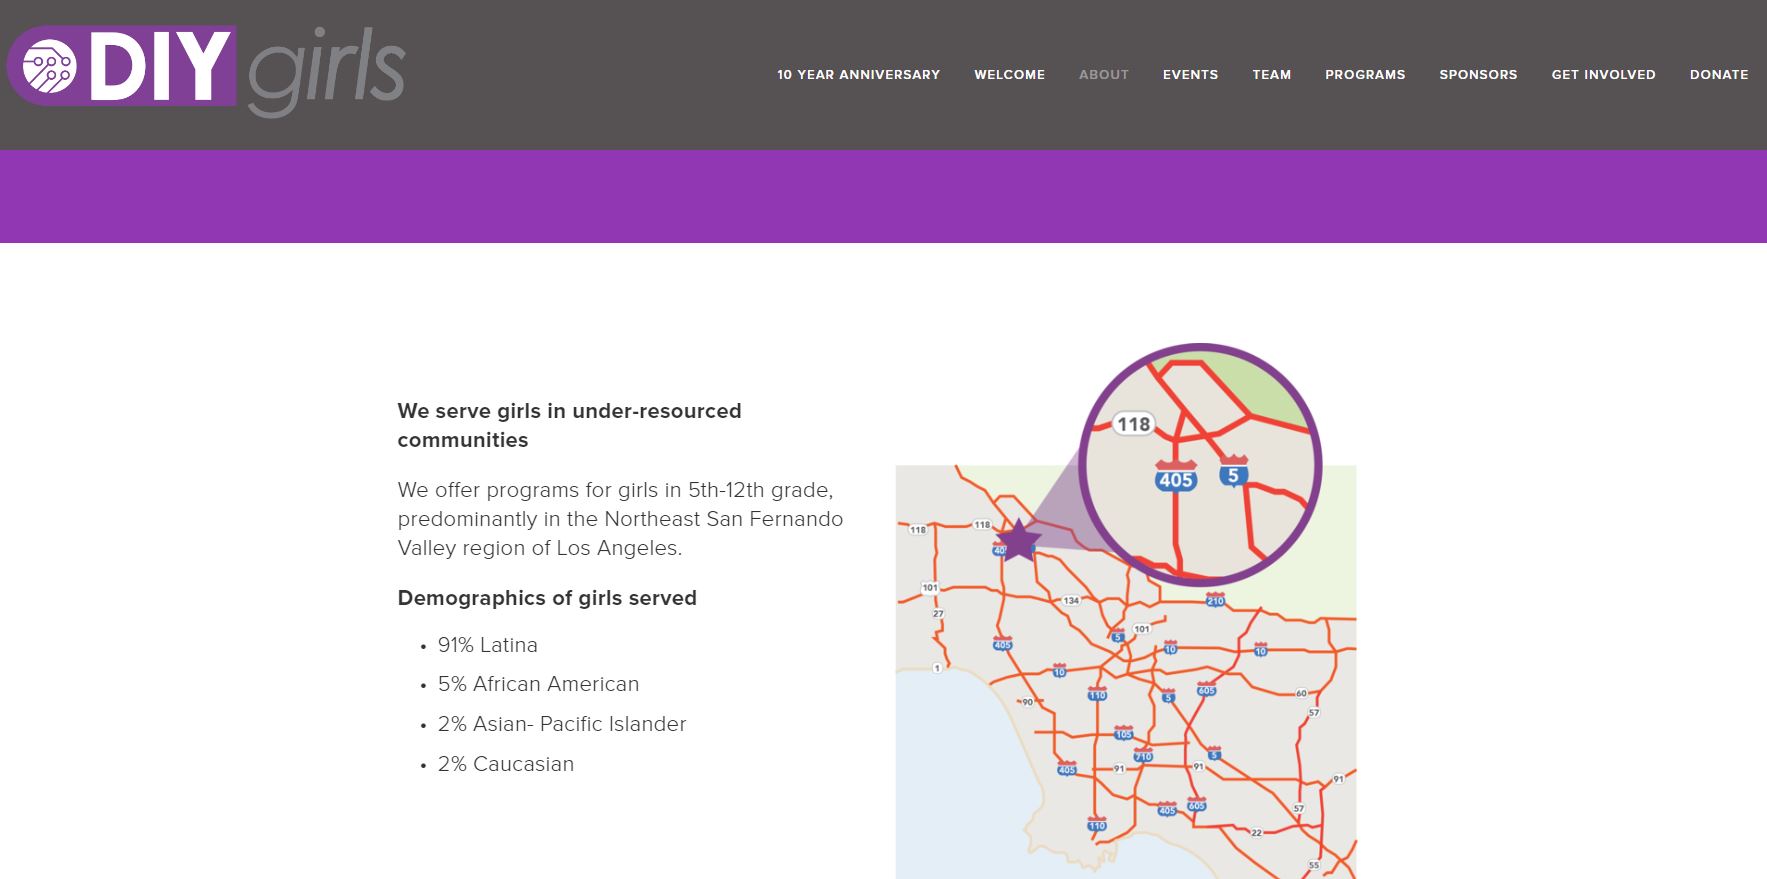 DIY girls
10 YEAR ANNIVERSARY WELCOME ABOUT EVENTS TEAM PROGRAMS SPONSORS GET INVOLVED DONATE
We serve girls in under-resourced
communities
We offer programs for girls in 5th-12th grade,
predominantly in the Northeast San Fernando
Valley region of Los Angeles.
Demographics of girls served
• 91% Latina
• 5% African American
• 2% Asian- Pacific Islander
• 2% Caucasian
118
405
5
118
118
101
134
27
210
5
101
405
10
10
1
10
110
5
605
60
90
57
105
710
5
405
91
91
91
405
605
57
110
22
55